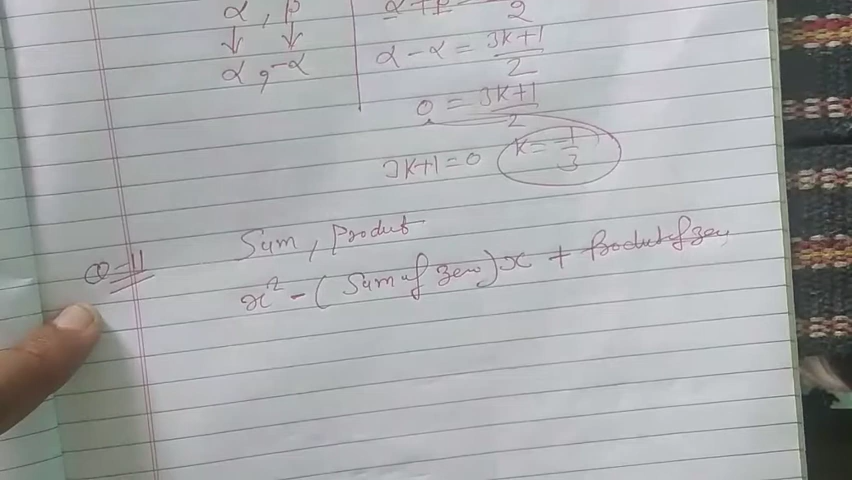 α , β
↓ ↓
α , -α
α + β = /2
α - α = 3K+1/2
0 = 3K+1/2
3K+1=0 K = -1/3
Q-11 Sum, Product
x² - (Sum of zero) x + Product of zero